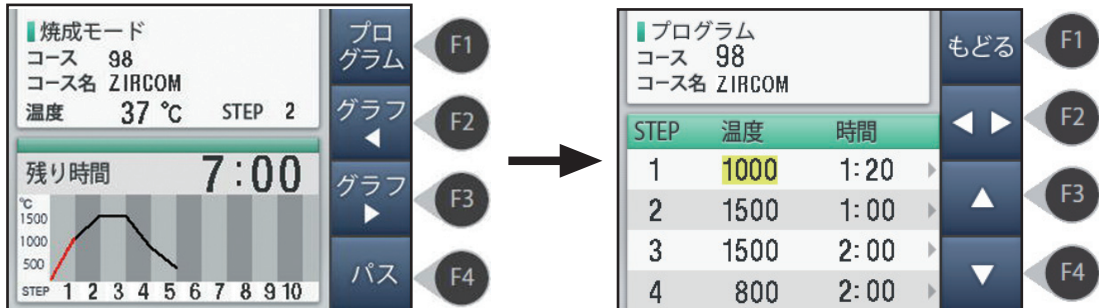 焼成モード
コース 98
コース名 ZIRCOM
温度 37 ℃ STEP 2
残り時間 7:00
℃
1500
1000
500
STEP 1 2 3 4 5 6 7 8 9 10
プロ
グラム
グラフ
◀
グラフ
▶
パス
F1
F2
F3
F4
プログラム
コース 98
コース名 ZIRCOM
STEP 温度 時間
1 1000 1:20
2 1500 1:00
3 1500 2:00
4 800 2:00
もどる
◀ ▶
▲
▼
F1
F2
F3
F4